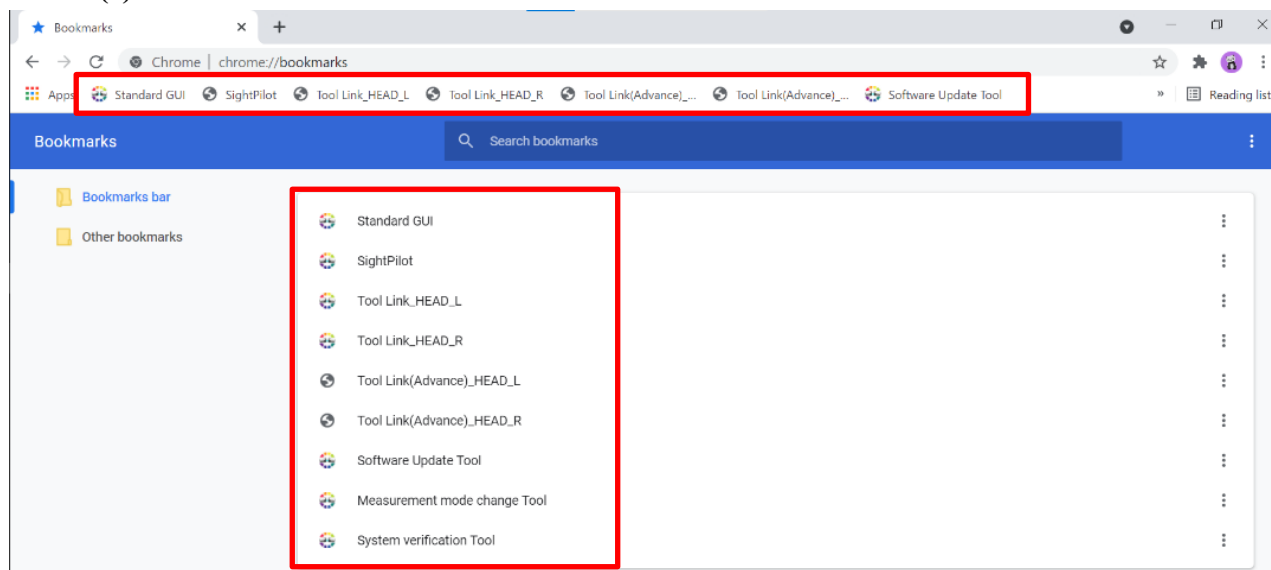 Bookmarks
Chrome | chrome://bookmarks
Apps Standard GUI SightPilot Tool Link_HEAD_L Tool Link_HEAD_R Tool Link(Advance)_... Tool Link(Advance)_... Software Update Tool » Reading list
Bookmarks Search bookmarks
Bookmarks bar
Other bookmarks
Standard GUI
SightPilot
Tool Link_HEAD_L
Tool Link_HEAD_R
Tool Link(Advance)_HEAD_L
Tool Link(Advance)_HEAD_R
Software Update Tool
Measurement mode change Tool
System verification Tool